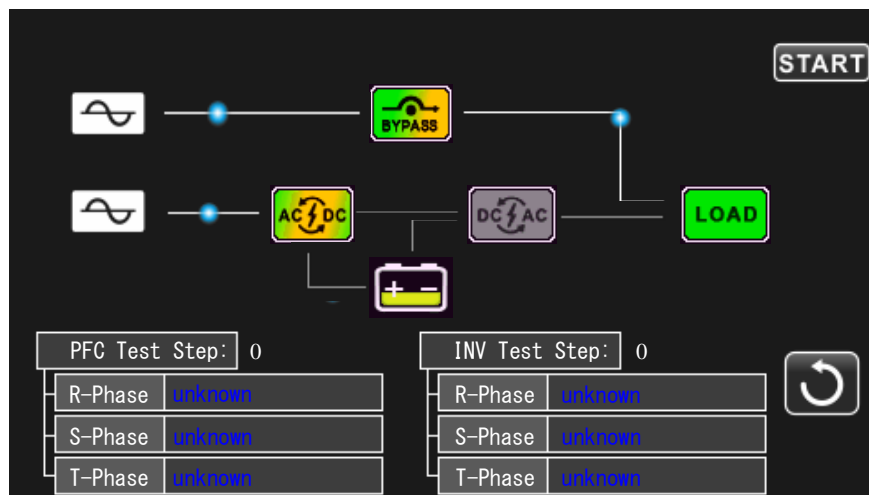 START
BYPASS
AC DC
DC AC
LOAD
+ -
PFC Test Step: 0
R-Phase unknown
S-Phase unknown
T-Phase unknown
INV Test Step: 0
R-Phase unknown
S-Phase unknown
T-Phase unknown